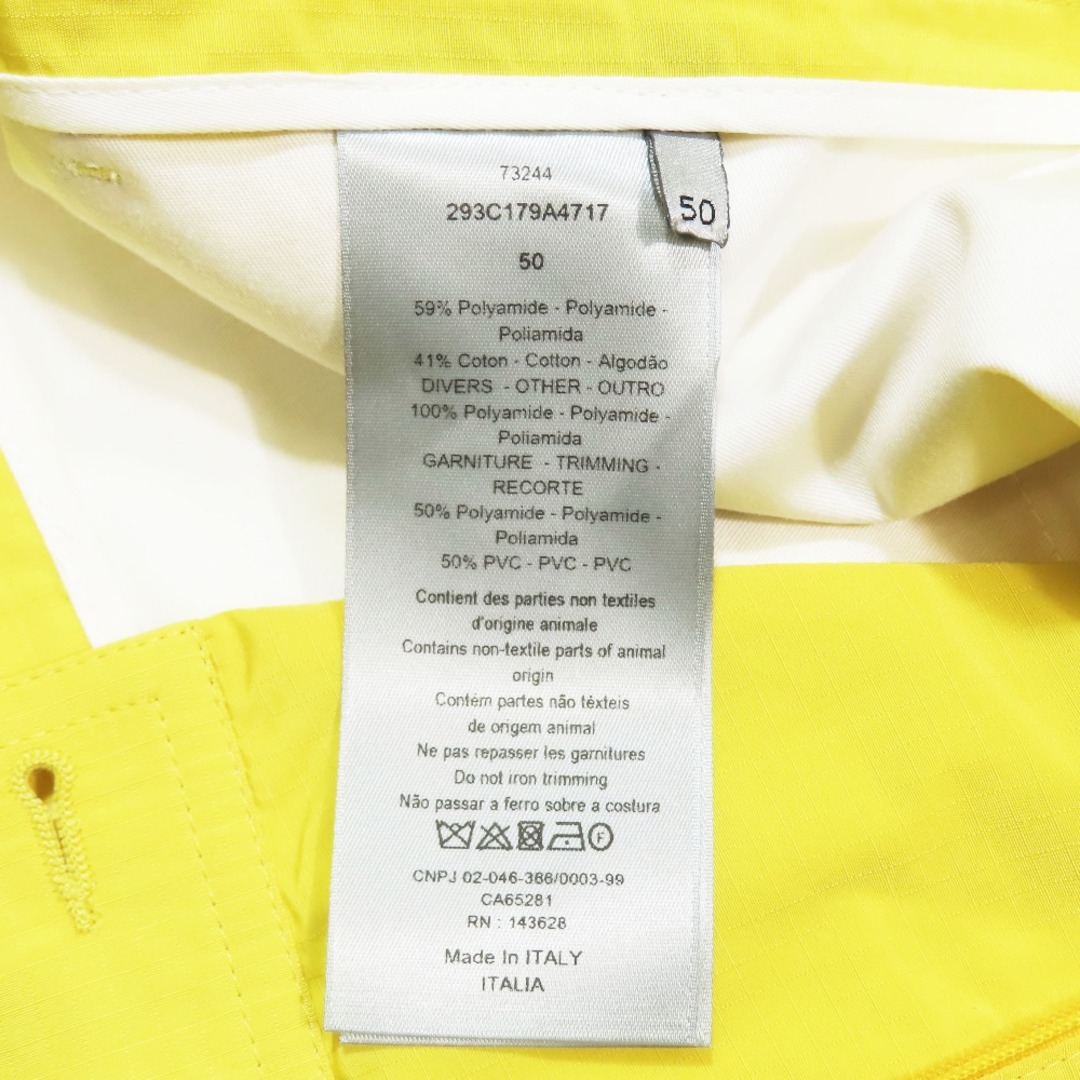 73244
293C179A4717
50
50
59% Polyamide - Polyamide -
Poliamida
41% Coton - Cotton - Algodão
DIVERS - OTHER - OUTRO
100% Polyamide - Polyamide -
Poliamida
GARNITURE - TRIMMING -
RECORTE
50% Polyamide - Polyamide -
Poliamida
50% PVC - PVC - PVC
Contient des parties non textiles
d'origine animale
Contains non-textile parts of animal
origin
Contém partes não têxteis
de origem animal
Ne pas repasser les garnitures
Do not iron trimming
Não passar a ferro sobre a costura
F
CNPJ 02-046-366/0003-99
CA65281
RN : 143628
Made In ITALY
ITALIA